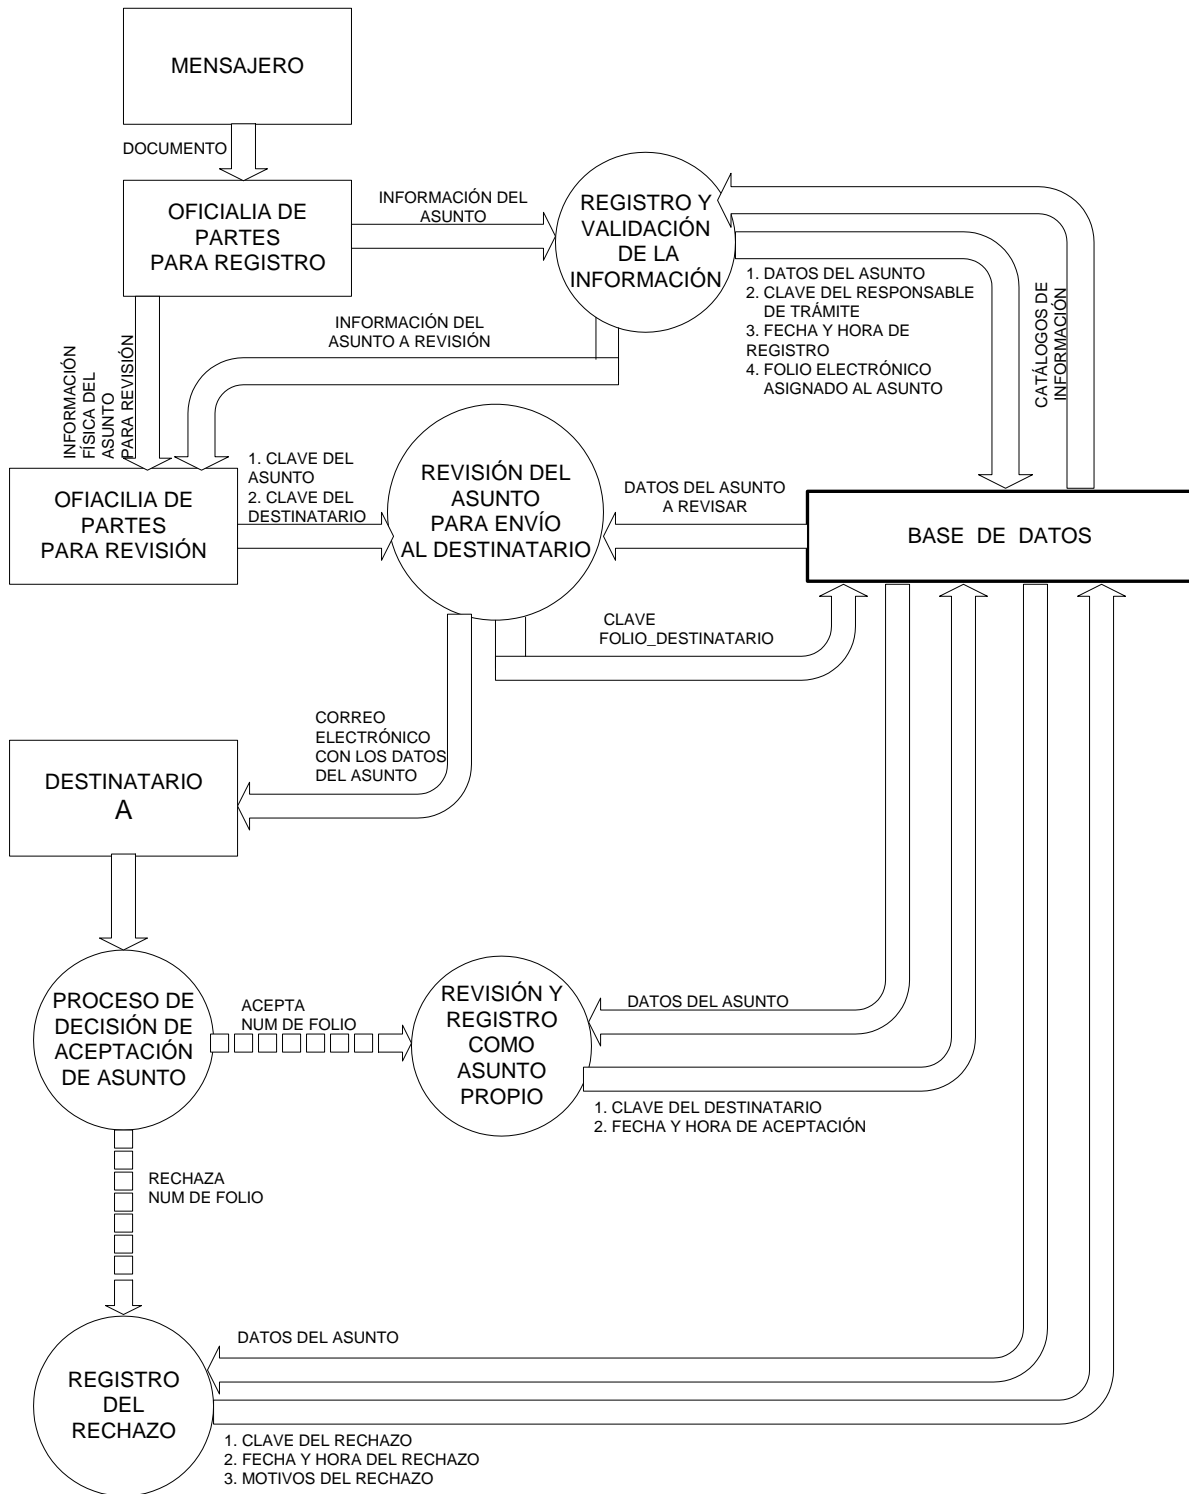 MENSAJERO
DOCUMENTO
OFICIALIA DE
PARTES
PARA REGISTRO
INFORMACIÓN DEL
ASUNTO
REGISTRO Y
VALIDACIÓN
DE LA
INFORMACIÓN
1. DATOS DEL ASUNTO
2. CLAVE DEL RESPONSABLE
DE TRÁMITE
3. FECHA Y HORA DE
REGISTRO
4. FOLIO ELECTRÓNICO
ASIGNADO AL ASUNTO
CATÁLOGOS DE
INFORMACIÓN
INFORMACIÓN DEL
ASUNTO A REVISIÓN
INFORMACIÓN
FÍSICA DEL
ASUNTO
PARA REVISIÓN
OFIACILIA DE
PARTES
PARA REVISIÓN
1. CLAVE DEL
ASUNTO
2. CLAVE DEL
DESTINATARIO
REVISIÓN DEL
ASUNTO
PARA ENVÍO
AL DESTINATARIO
DATOS DEL ASUNTO
A REVISAR
BASE DE DATOS
CLAVE
FOLIO_DESTINATARIO
CORREO
ELECTRÓNICO
CON LOS DATOS
DEL ASUNTO
DESTINATARIO
A
PROCESO DE
DECISIÓN DE
ACEPTACIÓN
DE ASUNTO
ACEPTA
NUM DE FOLIO
REVISIÓN Y
REGISTRO
COMO
ASUNTO
PROPIO
DATOS DEL ASUNTO
1. CLAVE DEL DESTINATARIO
2. FECHA Y HORA DE ACEPTACIÓN
RECHAZA
NUM DE FOLIO
REGISTRO
DEL
RECHAZO
DATOS DEL ASUNTO
1. CLAVE DEL RECHAZO
2. FECHA Y HORA DEL RECHAZO
3. MOTIVOS DEL RECHAZO